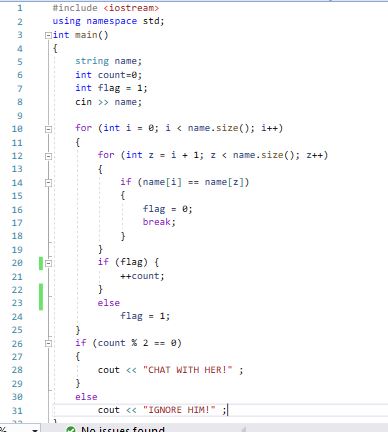 1 #include <iostream>
2 using namespace std;
3 int main()
4 {
5 string name;
6 int count=0;
7 int flag = 1;
8 cin >> name;
9
10 for (int i = 0; i < name.size(); i++)
11 {
12 for (int z = i + 1; z < name.size(); z++)
13 {
14 if (name[i] == name[z])
15 {
16 flag = 0;
17 break;
18 }
19 }
20 if (flag) {
21 ++count;
22 }
23 else
24 flag = 1;
25 }
26 if (count % 2 == 0)
27 {
28 cout << "CHAT WITH HER!" ;
29 }
30 else
31 cout << "IGNORE HIM!" ;
% No issues found